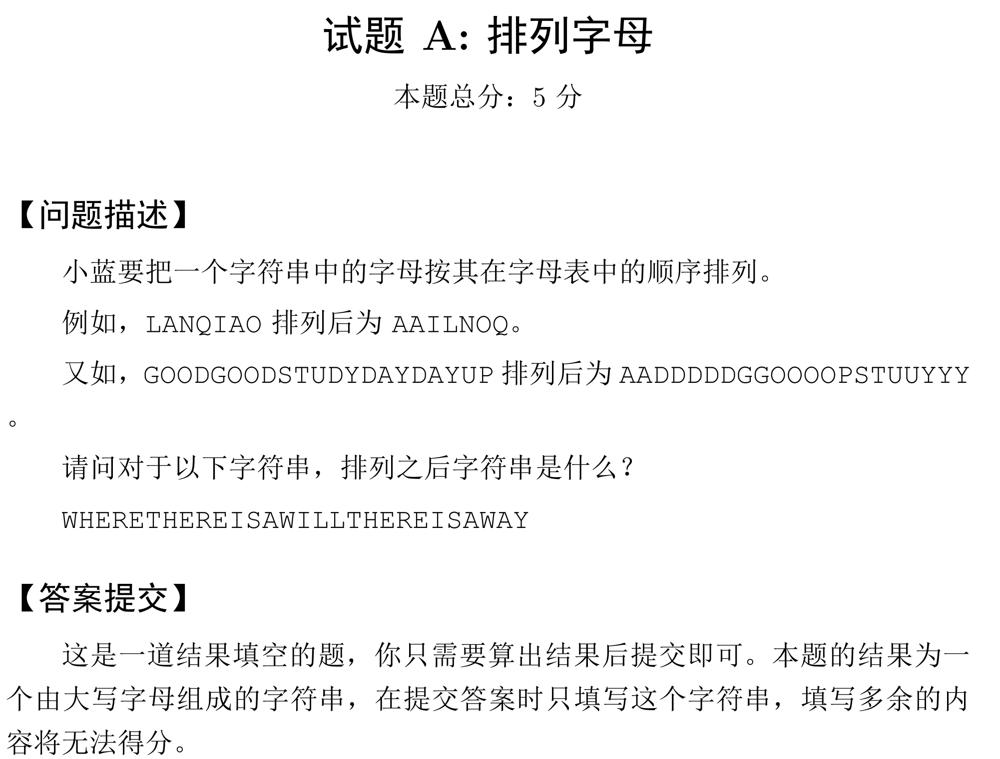 试题 A: 排列字母
本题总分：5 分
【问题描述】
小蓝要把一个字符串中的字母按其在字母表中的顺序排列。
例如，LANQIAO 排列后为 AAILNOQ。
又如，GOODGOODSTUDYDAYDAYUP 排列后为 AADDDDDGGOOOOPSTUUYYY
。
请问对于以下字符串，排列之后字符串是什么？
WHERETHEREISAWILLTHEREISAWAY
【答案提交】
这是一道结果填空的题，你只需要算出结果后提交即可。本题的结果为一
个由大写字母组成的字符串，在提交答案时只填写这个字符串，填写多余的内
容将无法得分。